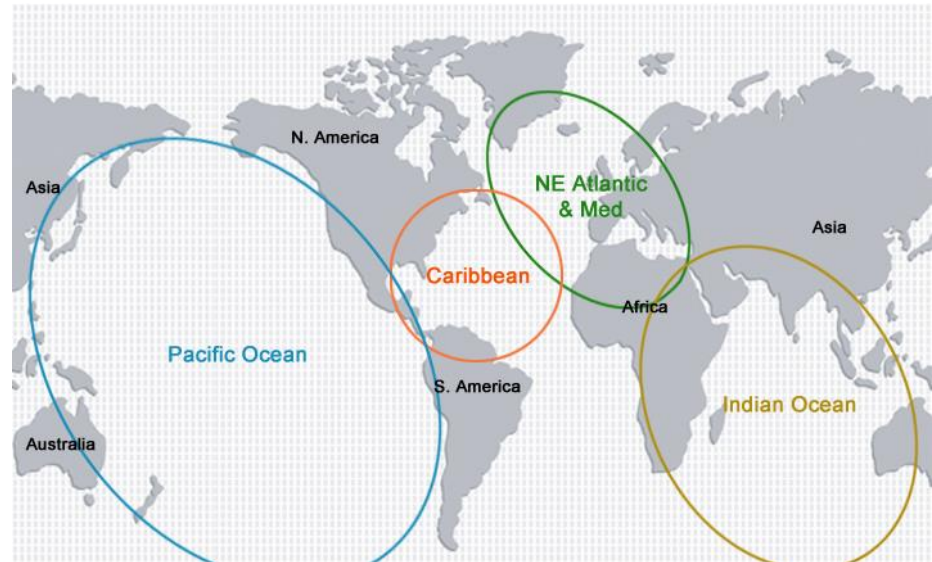 N. America
Asia
NE Atlantic
& Med
Asia
Caribbean
Africa
Pacific Ocean
S. America
Indian Ocean
Australia